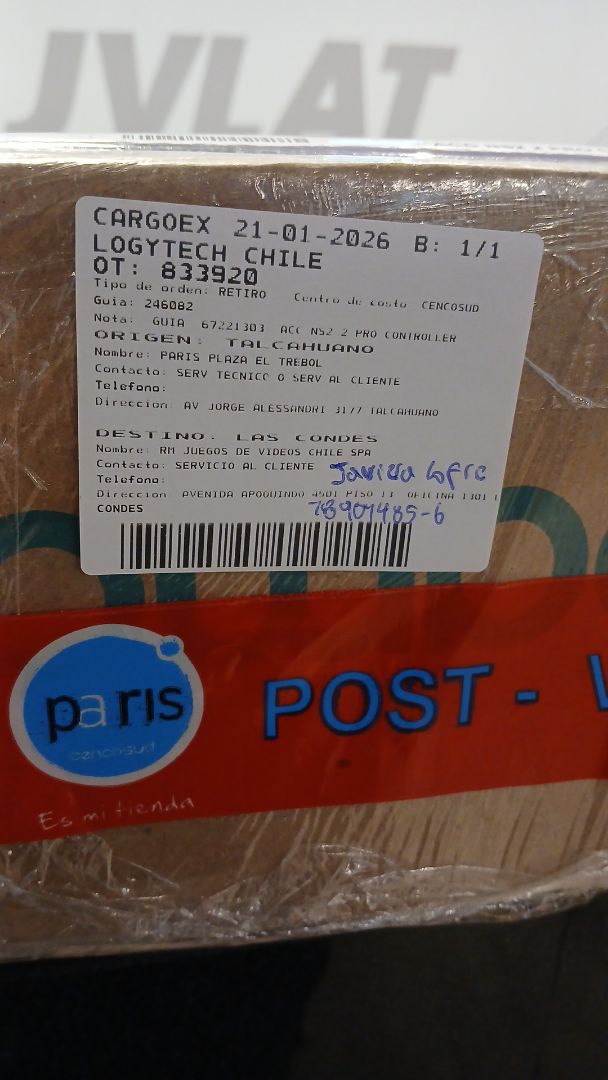 JVLAT
CARGOEX 21-01-2026 B: 1/1
LOGYTECH CHILE
OT: 833920
Tipo de orden: RETIRO Centro de costo CENCOSUD
Guia: 246082
Nota: GUIA 67221303 ACC NS2 2 PRO CONTROLLER
ORIGEN: TALCAHUANO
Nombre: PARIS PLAZA EL TREBOL
Contacto: SERV TECNICO O SERV AL CLIENTE
Telefono:
Direccion: AV JORGE ALESSANDRI 3177 TALCAHUANO
DESTINO: LAS CONDES
Nombre: RM JUEGOS DE VIDEOS CHILE SPA
Contacto: SERVICIO AL CLIENTE
Telefono:
Direccion AVENIDA APOQUINDO 4501 PISO 13 OFICINA 1301 L
CONDES 78901485-6
paris
cencosud
Es mi tienda
POST -